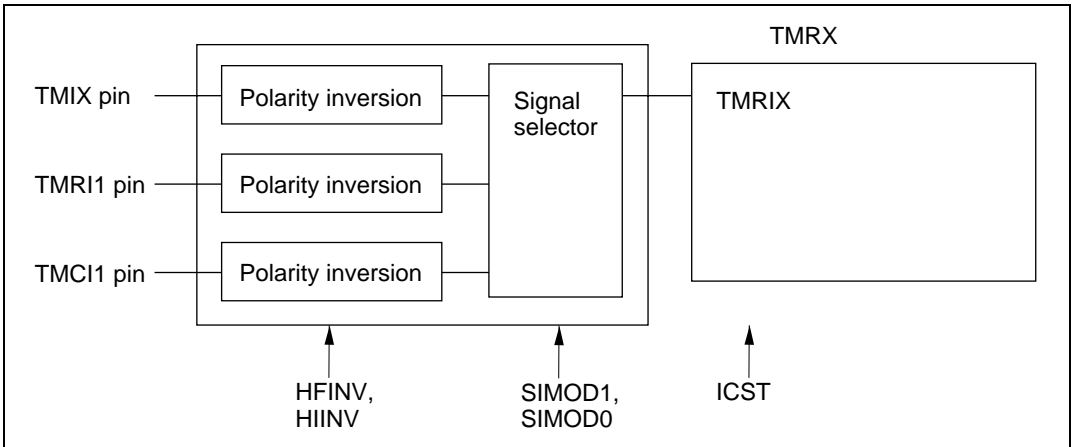 TMRX
TMIX pin
Polarity inversion
Signal
selector
TMRIX
TMRI1 pin
Polarity inversion
TMCI1 pin
Polarity inversion
HFINV,
HIINV
SIMOD1,
SIMOD0
ICST